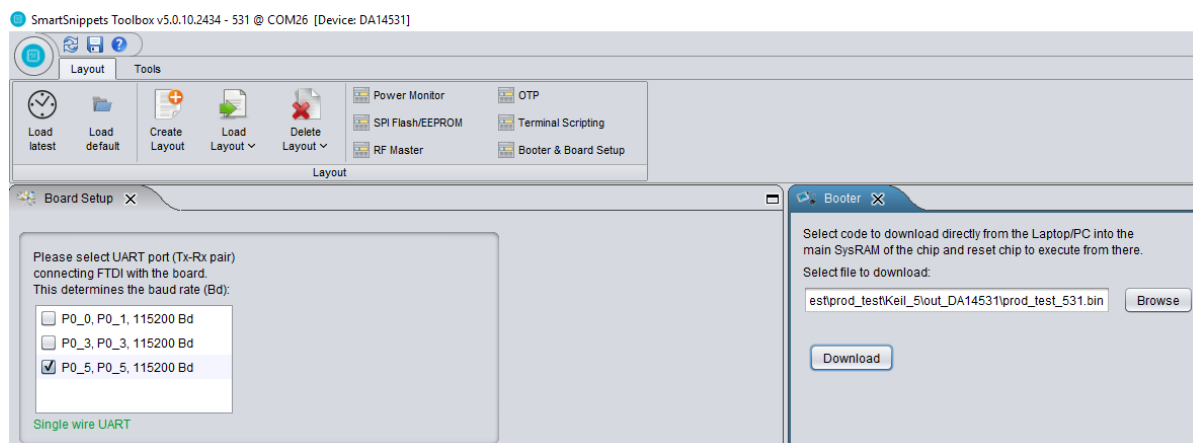 SmartSnippets Toolbox v5.0.10.2434 - 531 @ COM26 [Device: DA14531]
Layout Tools
Load latest
Load default
Create Layout
Load Layout
Delete Layout
Power Monitor
SPI Flash/EEPROM
RF Master
OTP
Terminal Scripting
Booter & Board Setup
Layout
Board Setup
Please select UART port (Tx-Rx pair)
connecting FTDI with the board.
This determines the baud rate (Bd):
P0_0, P0_1, 115200 Bd
P0_3, P0_3, 115200 Bd
P0_5, P0_5, 115200 Bd
Single wire UART
Booter
Select code to download directly from the Laptop/PC into the
main SysRAM of the chip and reset chip to execute from there.
Select file to download:
est\prod_test\Keil_5\out_DA14531\prod_test_531.bin
Browse
Download